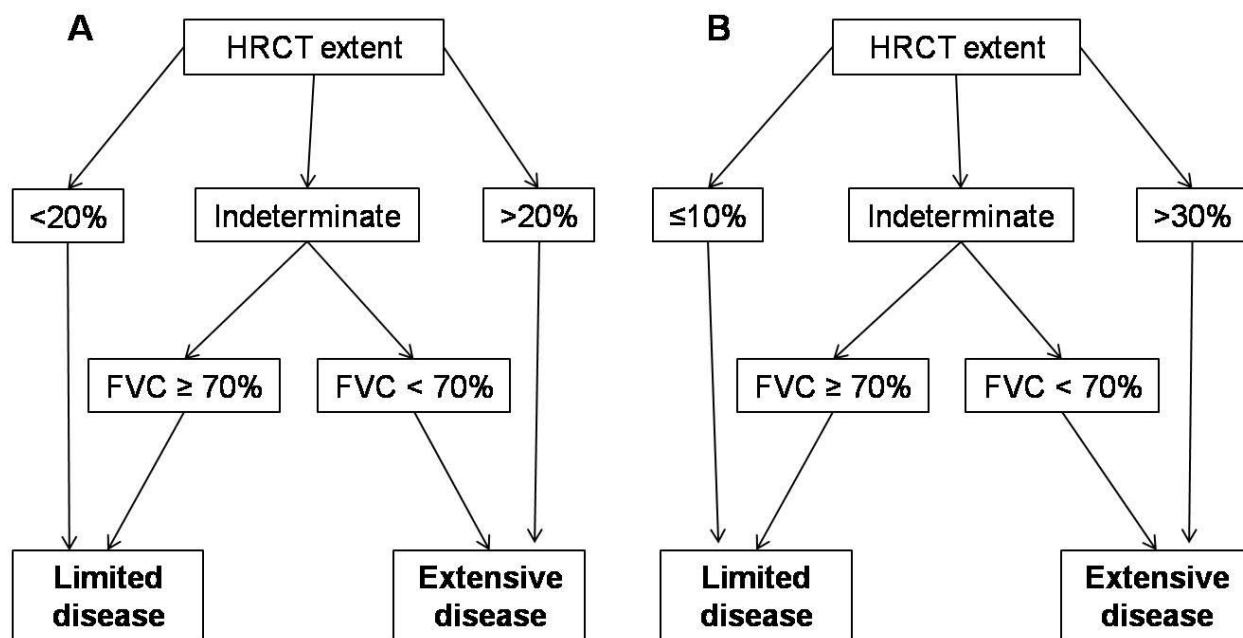 A
HRCT extent
<20%
Indeterminate
>20%
FVC ≥ 70%
FVC < 70%
Limited
disease
Extensive
disease
B
HRCT extent
≤10%
Indeterminate
>30%
FVC ≥ 70%
FVC < 70%
Limited
disease
Extensive
disease